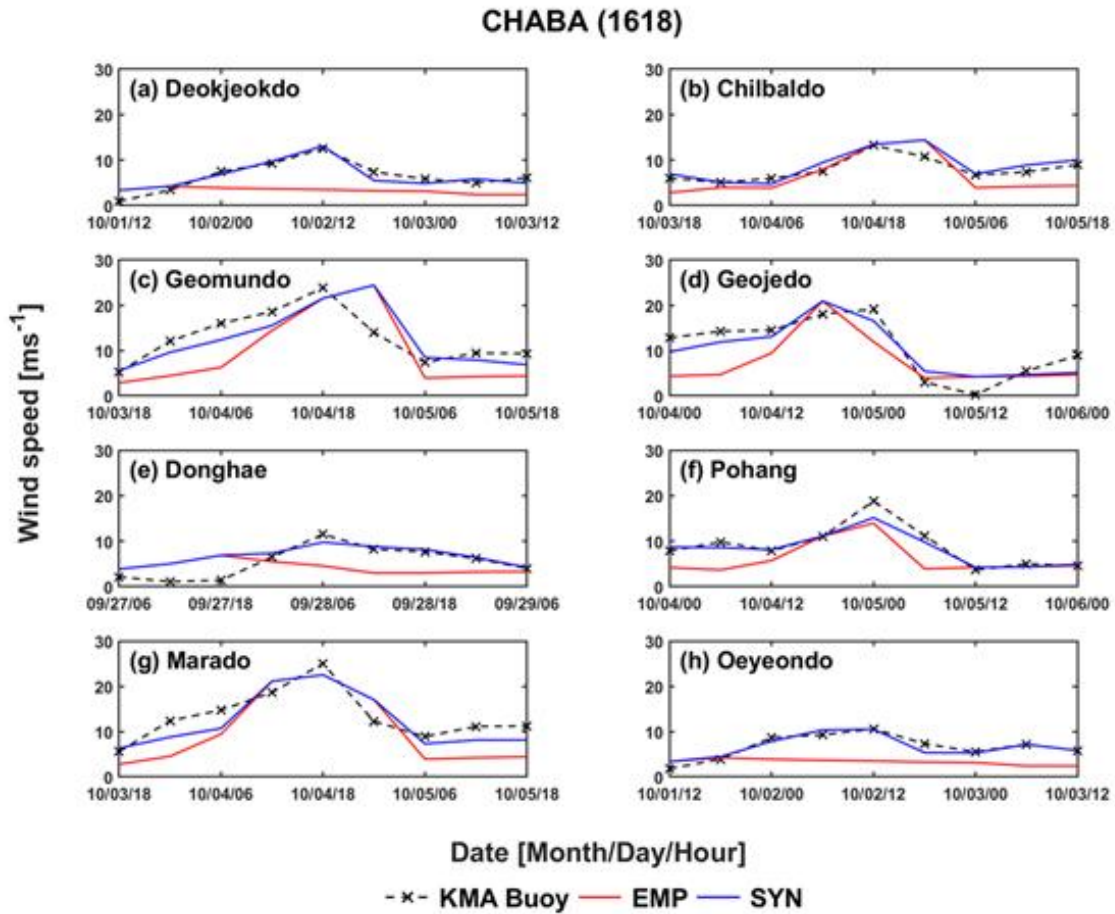 CHABA (1618)
(a) Deokjeokdo
30
20
10
0
10/01/12 10/02/00 10/02/12 10/03/00 10/03/12
(b) Chilbaldo
30
20
10
0
10/03/18 10/04/06 10/04/18 10/05/06 10/05/18
(c) Geomundo
30
20
10
0
10/03/18 10/04/06 10/04/18 10/05/06 10/05/18
(d) Geojedo
30
20
10
0
10/04/00 10/04/12 10/05/00 10/05/12 10/06/00
(e) Donghae
30
20
10
0
09/27/06 09/27/18 09/28/06 09/28/18 09/29/06
(f) Pohang
30
20
10
0
10/04/00 10/04/12 10/05/00 10/05/12 10/06/00
(g) Marado
30
20
10
0
10/03/18 10/04/06 10/04/18 10/05/06 10/05/18
(h) Oeyeondo
30
20
10
0
10/01/12 10/02/00 10/02/12 10/03/00 10/03/12
Wind speed [ms⁻¹]
Date [Month/Day/Hour]
KMA Buoy EMP SYN